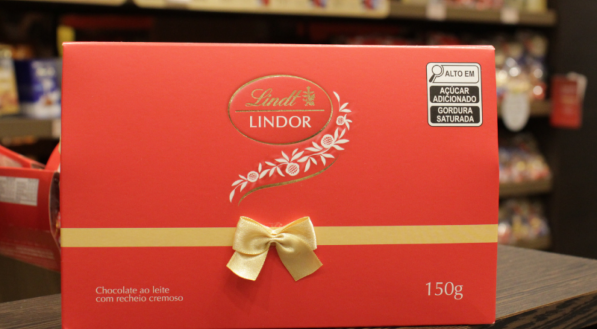 Lindt
LINDOR
ALTO EM
AÇÚCAR
ADICIONADO
GORDURA
SATURADA
Chocolate ao leite
com recheio cremoso
150g